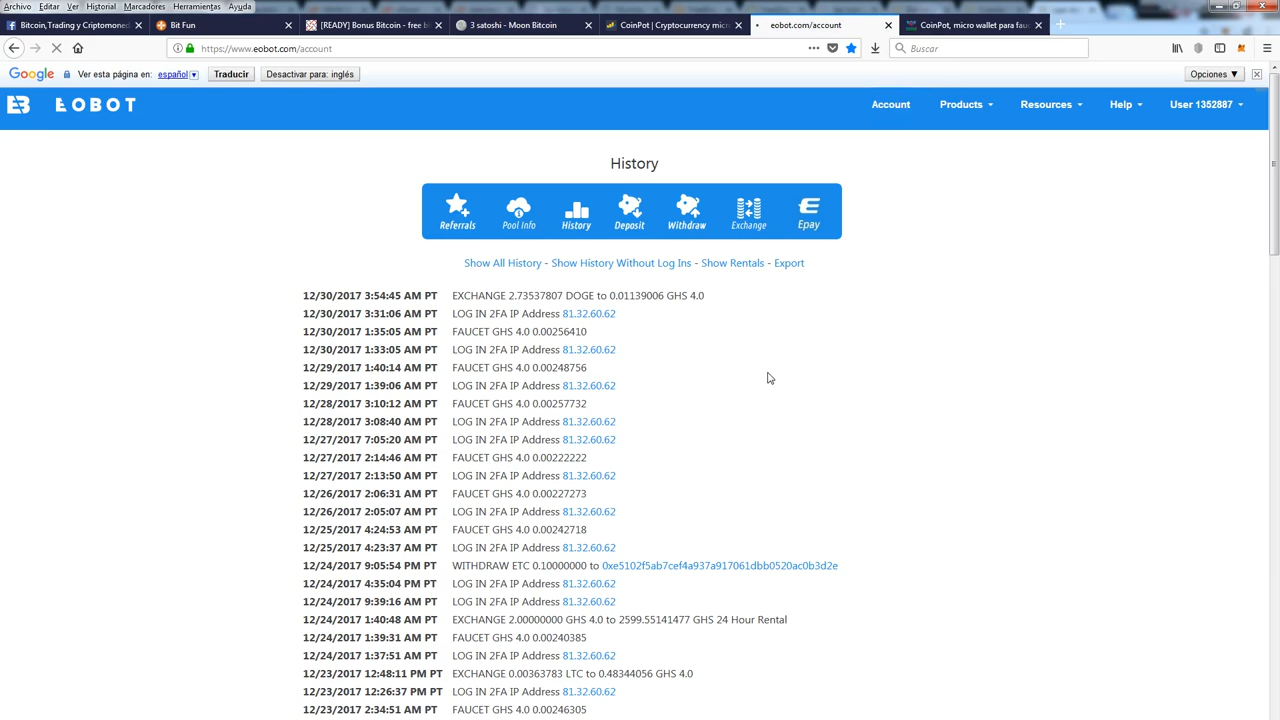 Archivo Editar Ver Historial Marcadores Herramientas Ayuda
Bitcoin,Trading y Criptomoned Bit Fun [READY] Bonus Bitcoin - free b 3 satoshi - Moon Bitcoin CoinPot | Cryptocurrency micr eobot.com/account CoinPot, micro wallet para fau
https://www.eobot.com/account Buscar
Google Ver esta página en: español Traducir Desactivar para: inglés Opciones ▼
EB EOBOT Account Products Resources Help User 1352887
History
Referrals Pool Info History Deposit Withdraw Exchange Epay
Show All History - Show History Without Log Ins - Show Rentals - Export
12/30/2017 3:54:45 AM PT EXCHANGE 2.73537807 DOGE to 0.01139006 GHS 4.0
12/30/2017 3:31:06 AM PT LOG IN 2FA IP Address 81.32.60.62
12/30/2017 1:35:05 AM PT FAUCET GHS 4.0 0.00256410
12/30/2017 1:33:05 AM PT LOG IN 2FA IP Address 81.32.60.62
12/29/2017 1:40:14 AM PT FAUCET GHS 4.0 0.00248756
12/29/2017 1:39:06 AM PT LOG IN 2FA IP Address 81.32.60.62
12/28/2017 3:10:12 AM PT FAUCET GHS 4.0 0.00257732
12/28/2017 3:08:40 AM PT LOG IN 2FA IP Address 81.32.60.62
12/27/2017 7:05:20 AM PT LOG IN 2FA IP Address 81.32.60.62
12/27/2017 2:14:46 AM PT FAUCET GHS 4.0 0.00222222
12/27/2017 2:13:50 AM PT LOG IN 2FA IP Address 81.32.60.62
12/26/2017 2:06:31 AM PT FAUCET GHS 4.0 0.00227273
12/26/2017 2:05:07 AM PT LOG IN 2FA IP Address 81.32.60.62
12/25/2017 4:24:53 AM PT FAUCET GHS 4.0 0.00242718
12/25/2017 4:23:37 AM PT LOG IN 2FA IP Address 81.32.60.62
12/24/2017 9:05:54 PM PT WITHDRAW ETC 0.10000000 to 0xe5102f5ab7cef4a937a917061dbb0520ac0b3d2e
12/24/2017 4:35:04 PM PT LOG IN 2FA IP Address 81.32.60.62
12/24/2017 9:39:16 AM PT LOG IN 2FA IP Address 81.32.60.62
12/24/2017 1:40:48 AM PT EXCHANGE 2.00000000 GHS 4.0 to 2599.55141477 GHS 24 Hour Rental
12/24/2017 1:39:31 AM PT FAUCET GHS 4.0 0.00240385
12/24/2017 1:37:51 AM PT LOG IN 2FA IP Address 81.32.60.62
12/23/2017 12:48:11 PM PT EXCHANGE 0.00363783 LTC to 0.48344056 GHS 4.0
12/23/2017 12:26:37 PM PT LOG IN 2FA IP Address 81.32.60.62
12/23/2017 2:34:51 AM PT FAUCET GHS 4.0 0.00246305